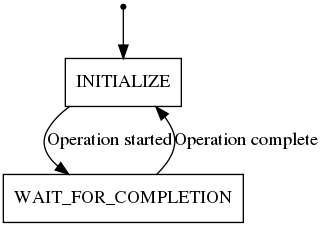 INITIALIZE
Operation started
Operation complete
WAIT_FOR_COMPLETION